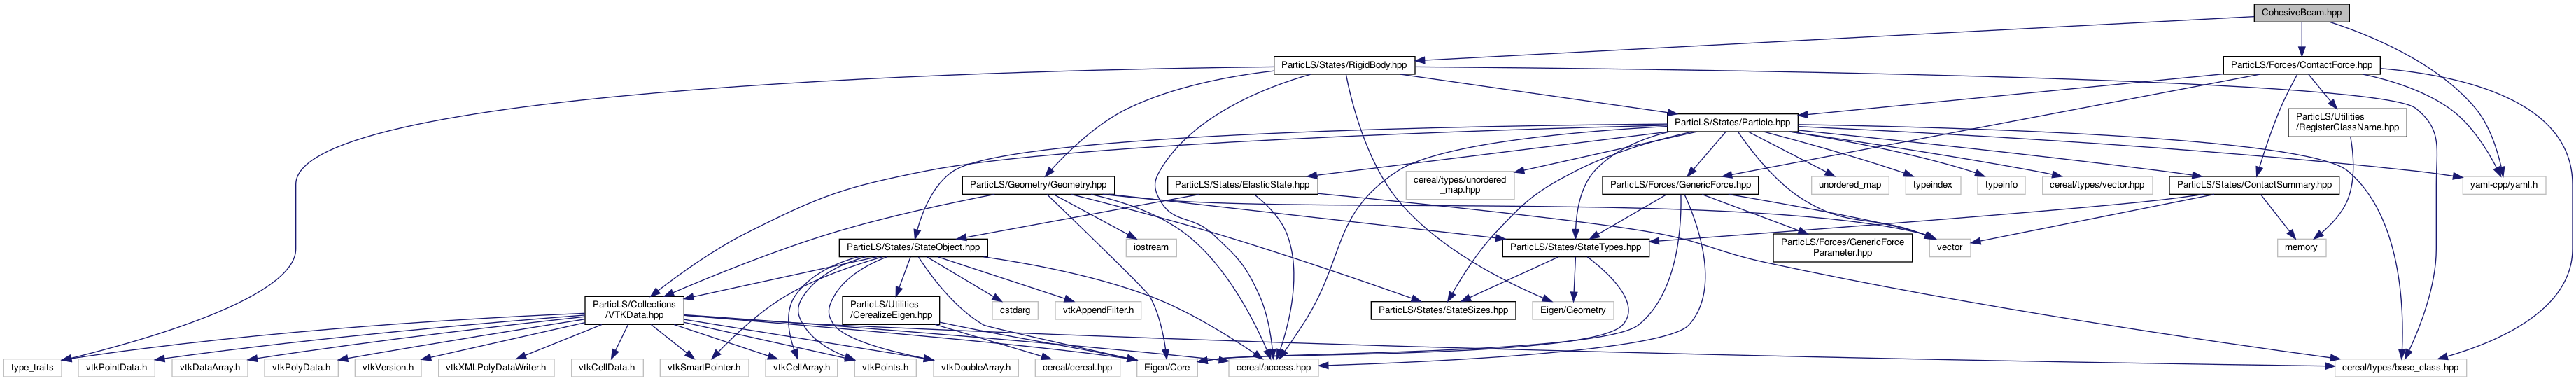 CohesiveBeam.hpp
ParticLS/States/RigidBody.hpp
ParticLS/Forces/ContactForce.hpp
ParticLS/States/Particle.hpp
ParticLS/Utilities
/RegisterClassName.hpp
ParticLS/Geometry/Geometry.hpp
ParticLS/States/ElasticState.hpp
cereal/types/unordered
_map.hpp
ParticLS/Forces/GenericForce.hpp
unordered_map
typeindex
typeinfo
cereal/types/vector.hpp
ParticLS/States/ContactSummary.hpp
yaml-cpp/yaml.h
ParticLS/States/StateObject.hpp
iostream
ParticLS/States/StateTypes.hpp
ParticLS/Forces/GenericForce
Parameter.hpp
vector
memory
ParticLS/Collections
/VTKData.hpp
ParticLS/Utilities
/CerealizeEigen.hpp
cstdarg
vtkAppendFilter.h
ParticLS/States/StateSizes.hpp
Eigen/Geometry
type_traits
vtkPointData.h
vtkDataArray.h
vtkPolyData.h
vtkVersion.h
vtkXMLPolyDataWriter.h
vtkCellData.h
vtkSmartPointer.h
vtkCellArray.h
vtkPoints.h
vtkDoubleArray.h
cereal/cereal.hpp
Eigen/Core
cereal/access.hpp
cereal/types/base_class.hpp